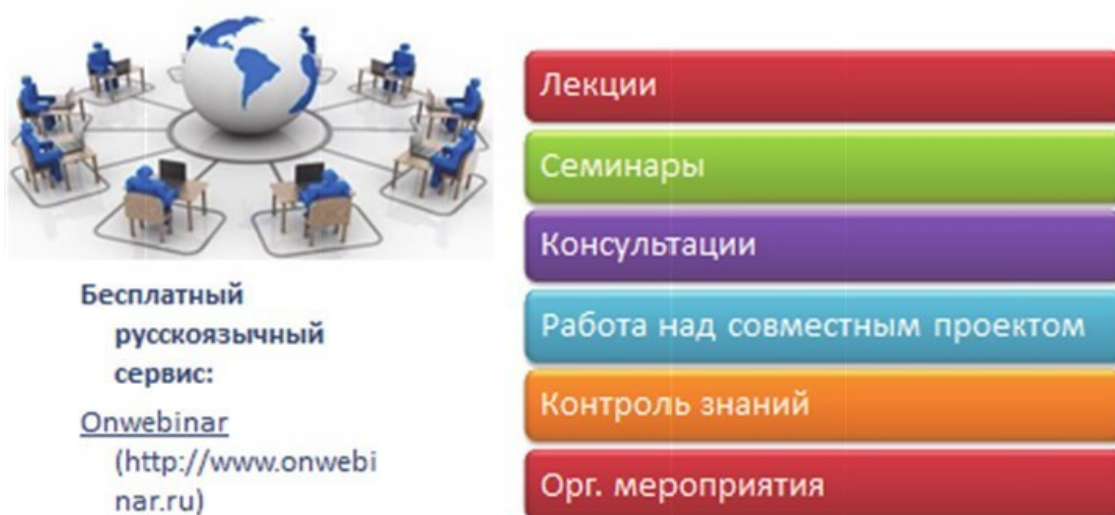 Бесплатный
русскоязычный
сервис:
Onwebinar
(http://www.onwebi
nar.ru)
Лекции
Семинары
Консультации
Работа над совместным проектом
Контроль знаний
Орг. мероприятия